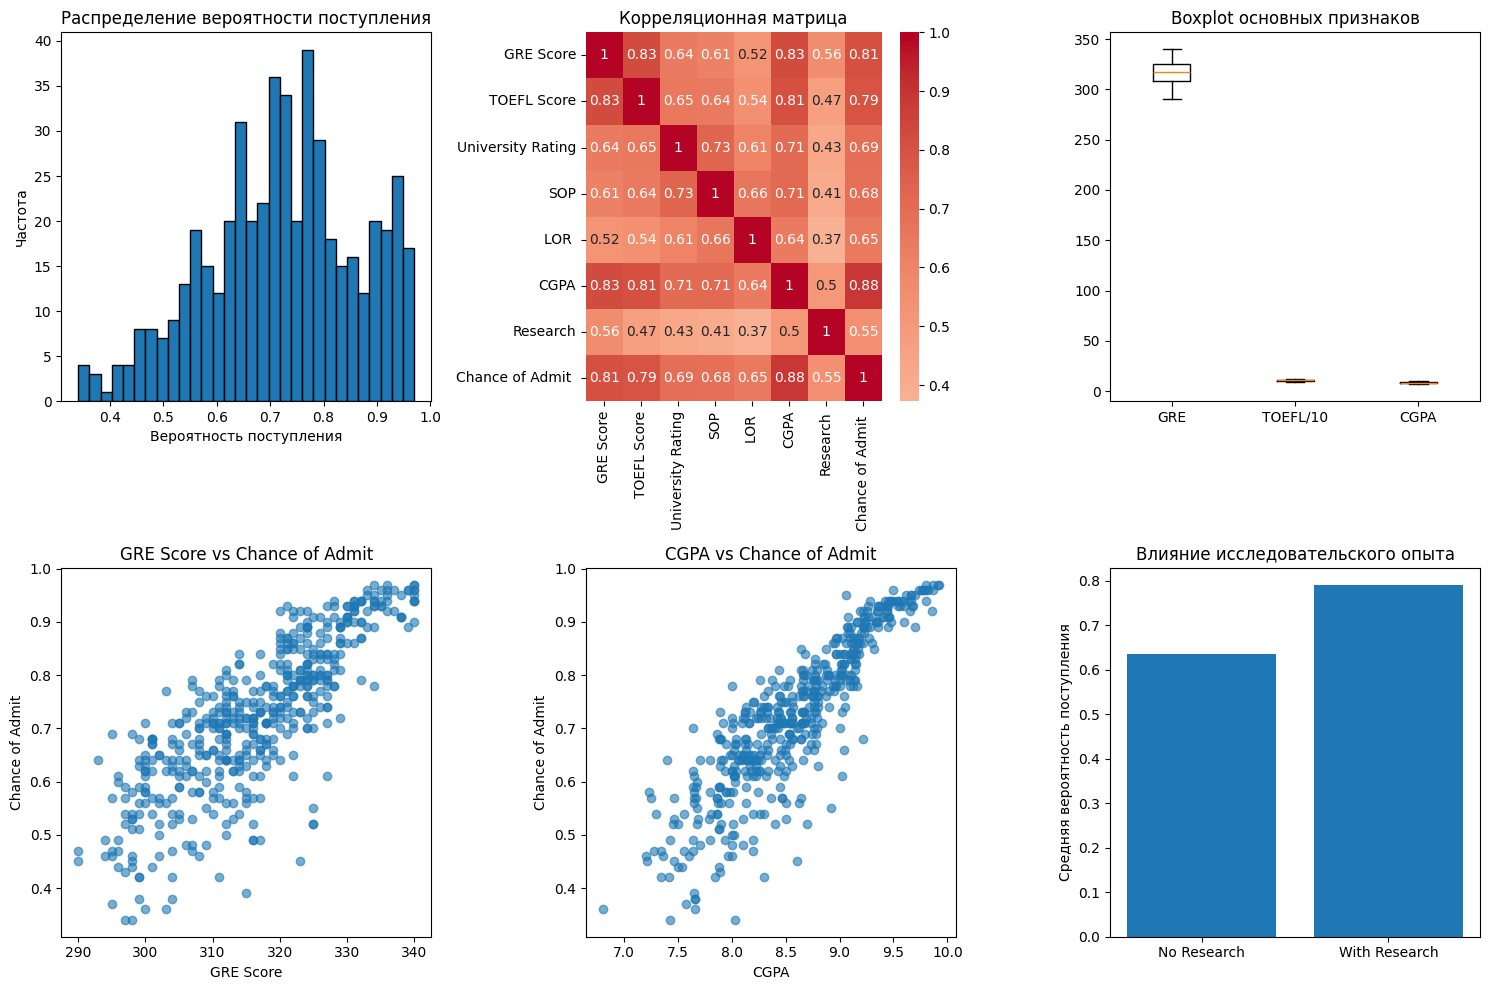 Распределение вероятности поступления
40
35
30
25
20
15
10
5
0
Частота
0.4 0.5 0.6 0.7 0.8 0.9 1.0
Вероятность поступления
Корреляционная матрица
GRE Score 1 0.83 0.64 0.61 0.52 0.83 0.56 0.81
TOEFL Score 0.83 1 0.65 0.64 0.54 0.81 0.47 0.79
University Rating 0.64 0.65 1 0.73 0.61 0.71 0.43 0.69
SOP 0.61 0.64 0.73 1 0.66 0.71 0.41 0.68
LOR 0.52 0.54 0.61 0.66 1 0.64 0.37 0.65
CGPA 0.83 0.81 0.71 0.71 0.64 1 0.5 0.88
Research 0.56 0.47 0.43 0.41 0.37 0.5 1 0.55
Chance of Admit 0.81 0.79 0.69 0.68 0.65 0.88 0.55 1
GRE Score
TOEFL Score
University Rating
SOP
LOR
CGPA
Research
Chance of Admit
1.0
0.9
0.8
0.7
0.6
0.5
0.4
Boxplot основных признаков
350
300
250
200
150
100
50
0
GRE TOEFL/10 CGPA
GRE Score vs Chance of Admit
1.0
0.9
0.8
0.7
0.6
0.5
0.4
Chance of Admit
290 300 310 320 330 340
GRE Score
CGPA vs Chance of Admit
1.0
0.9
0.8
0.7
0.6
0.5
0.4
Chance of Admit
7.0 7.5 8.0 8.5 9.0 9.5 10.0
CGPA
Влияние исследовательского опыта
0.8
0.7
0.6
0.5
0.4
0.3
0.2
0.1
0.0
Средняя вероятность поступления
No Research With Research